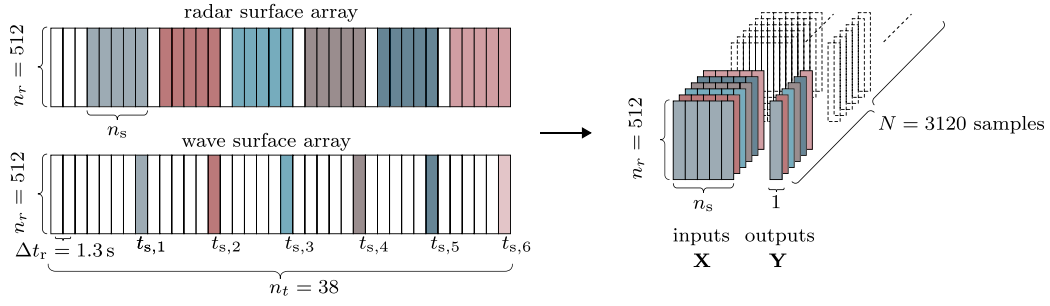 radar surface array
n_r = 512
n_s
wave surface array
n_r = 512
Δt_r = 1.3 s
t_s,1
t_s,2
t_s,3
t_s,4
t_s,5
t_s,6
n_t = 38
n_r = 512
N = 3120 samples
n_s
1
inputs
X
outputs
Y